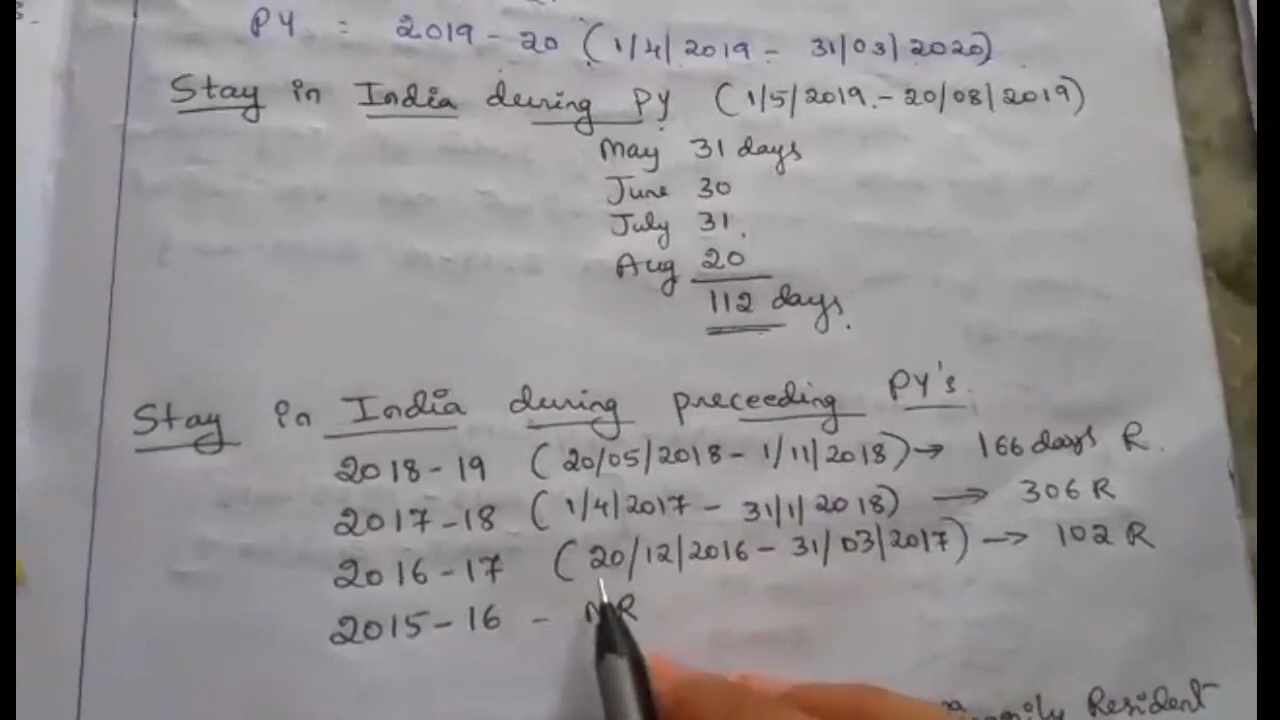 PY = 2019-20 (1/4/2019 - 31/03/2020)
Stay in India during PY (1/5/2019 - 20/08/2019)
May 31 days
June 30
July 31
Aug 20
112 days.
Stay in India during preceeding PY's
2018-19 (20/05/2018 - 1/11/2018) → 166 days R.
2017-18 (1/4/2017 - 31/1/2018) → 306 R
2016-17 (20/12/2016 - 31/03/2017) → 102 R
2015-16 - NR
Resident